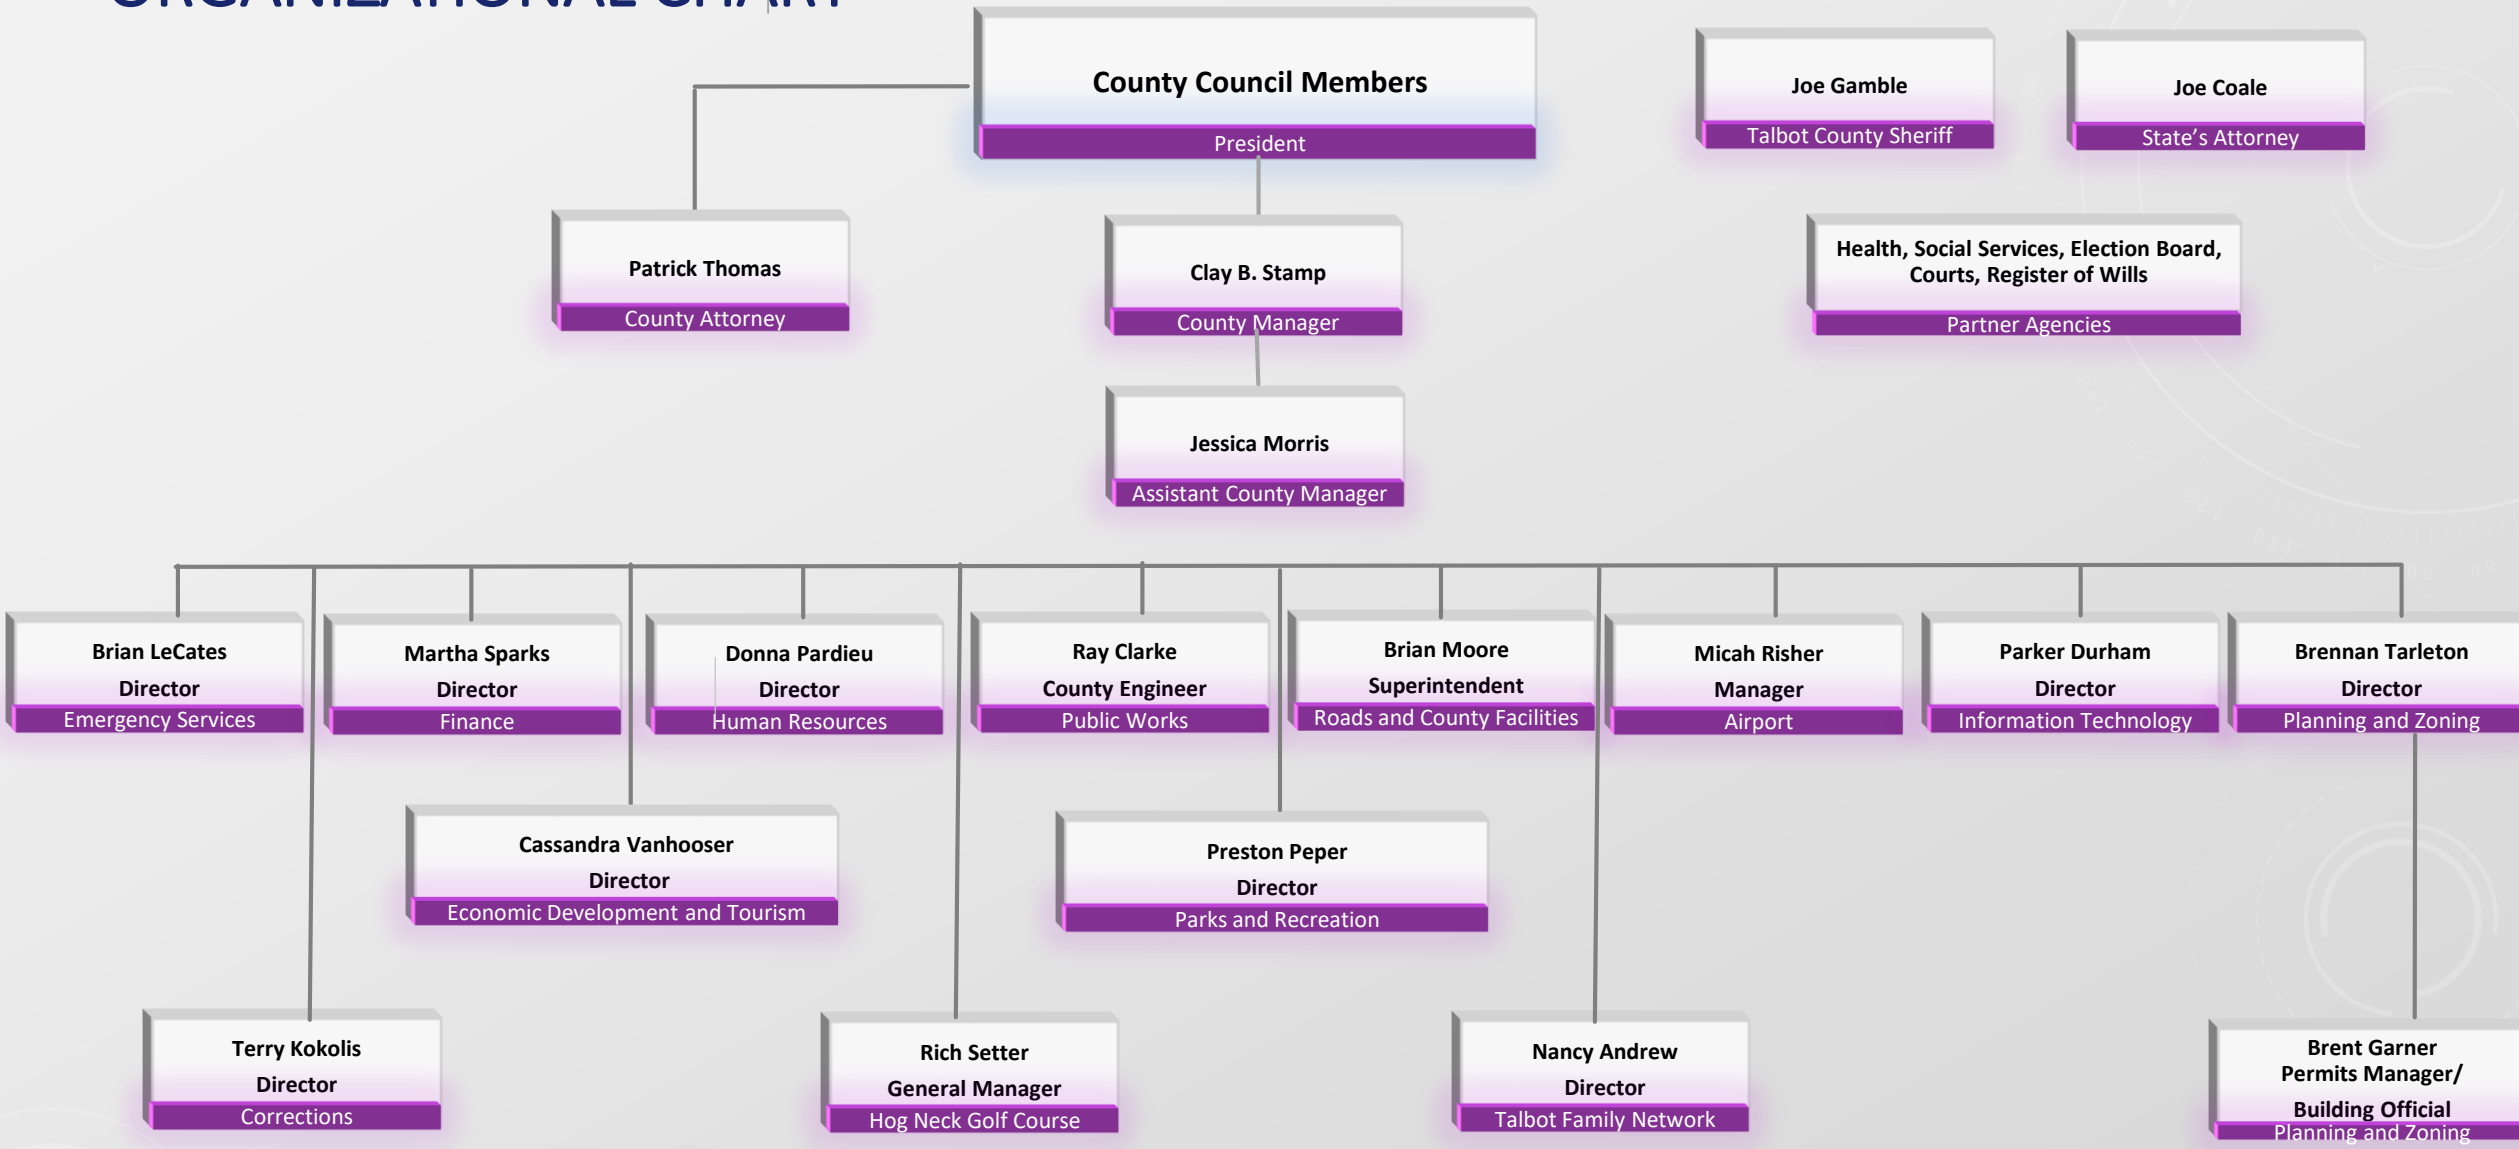 ORGANIZATIONAL CHART
County Council Members
President
Joe Gamble
Talbot County Sheriff
Joe Coale
State's Attorney
Patrick Thomas
County Attorney
Clay B. Stamp
County Manager
Health, Social Services, Election Board,
Courts, Register of Wills
Partner Agencies
Jessica Morris
Assistant County Manager
Brian LeCates
Director
Emergency Services
Martha Sparks
Director
Finance
Donna Pardieu
Director
Human Resources
Ray Clarke
County Engineer
Public Works
Brian Moore
Superintendent
Roads and County Facilities
Micah Risher
Manager
Airport
Parker Durham
Director
Information Technology
Brennan Tarleton
Director
Planning and Zoning
Cassandra Vanhooser
Director
Economic Development and Tourism
Preston Peper
Director
Parks and Recreation
Terry Kokolis
Director
Corrections
Rich Setter
General Manager
Hog Neck Golf Course
Nancy Andrew
Director
Talbot Family Network
Brent Garner
Permits Manager/
Building Official
Planning and Zoning